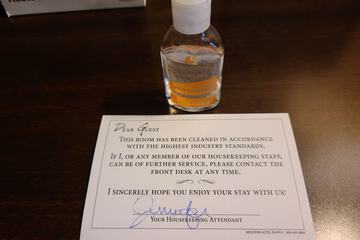 Dear Guest
This room has been cleaned in accordance
with the highest industry standards.
If I, or any member of our housekeeping staff,
can be of further service, please contact the
front desk at any time.
I sincerely hope you enjoy your stay with us!
Jennifer
Your Housekeeping Attendant